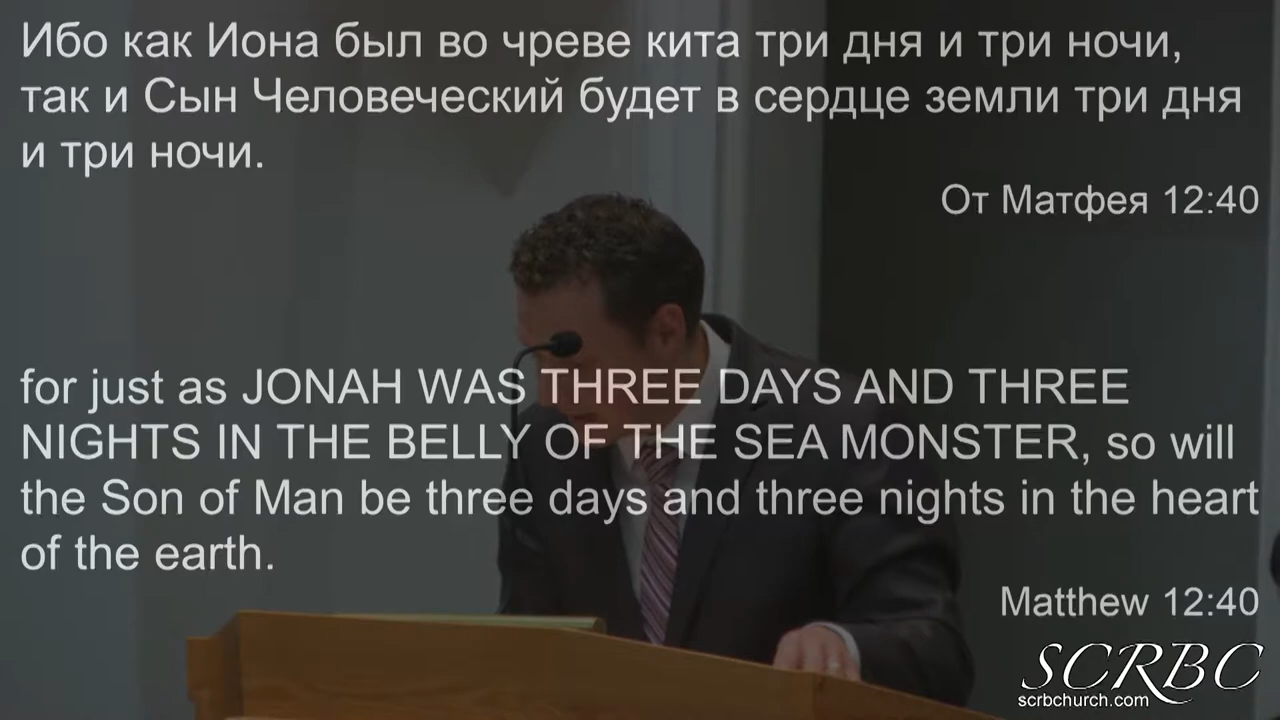 Ибо как Иона был во чреве кита три дня и три ночи,
так и Сын Человеческий будет в сердце земли три дня
и три ночи.
От Матфея 12:40
for just as JONAH WAS THREE DAYS AND THREE
NIGHTS IN THE BELLY OF THE SEA MONSTER, so will
the Son of Man be three days and three nights in the heart
of the earth.
Matthew 12:40
SCRBC
scrbchurch.com